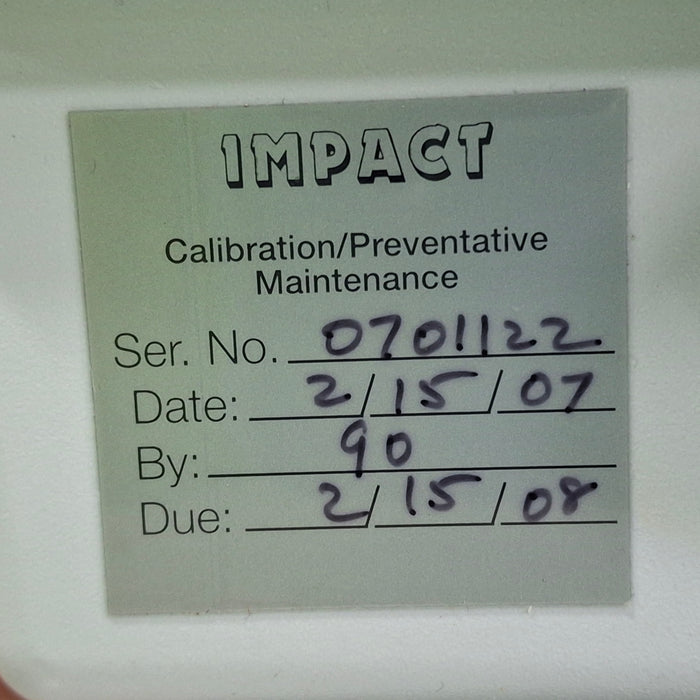 IMPACT
Calibration/Preventative
Maintenance
Ser. No. 0701122
Date: 2/15/07
By: 90
Due: 2/15/08